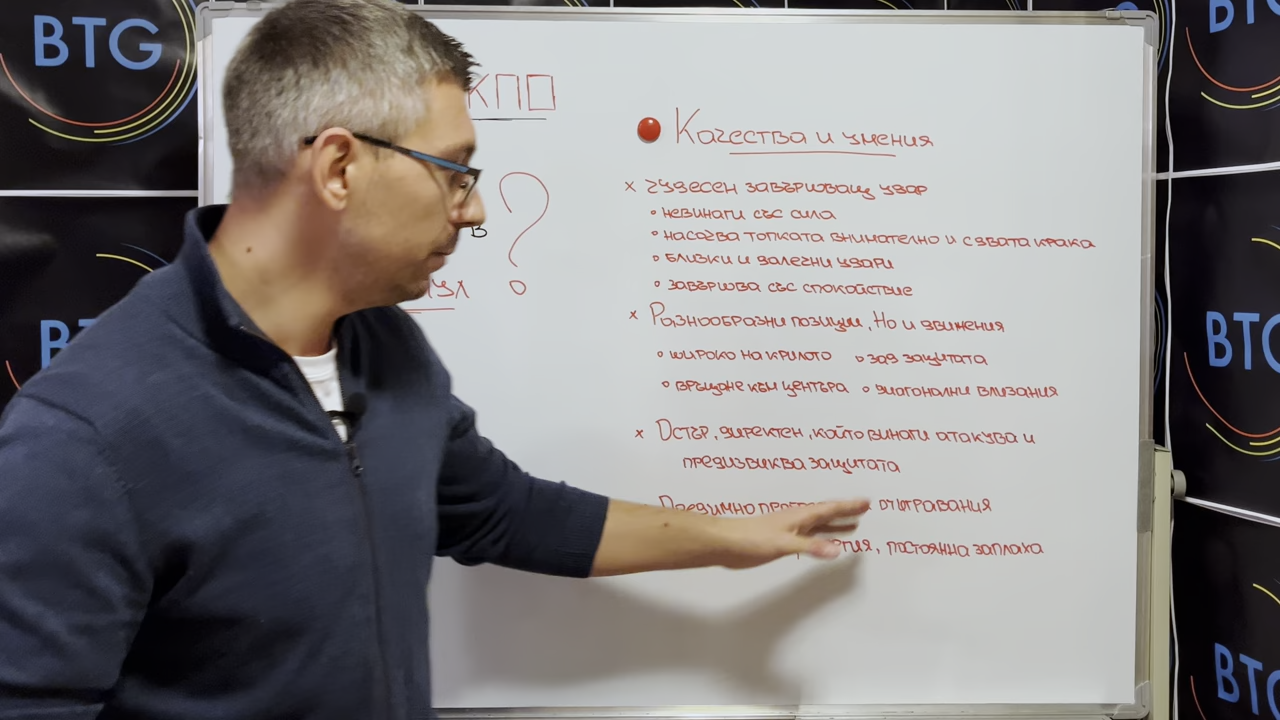 BTG
КПО
Качества и умения
× чудесен завършващ удар
• невинаги със сила
• насочва топката внимателно и с двата крака
• близки и далечни удари
• завършва със спокойствие
× Разнообразни позиции, но и движения
• широко на крилото • зад защитата
• връщане към центъра • диагонални влизания
× Остър, директен, който винаги атакува и
предизвиква защитата
Предимно отигравания
, постоянна заплаха
?
BTG
BTG
BTG